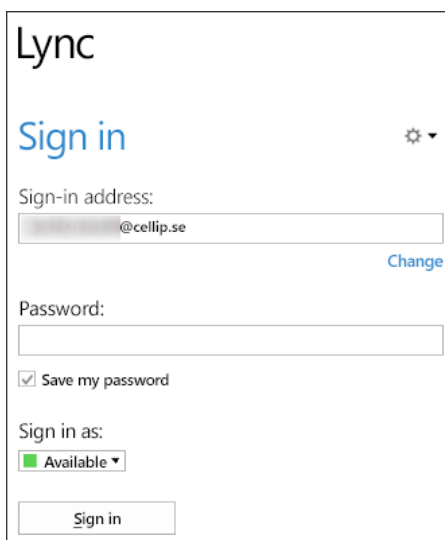 Lync
Sign in
Sign-in address:
@cellip.se
Change
Password:
Save my password
Sign in as:
Available
Sign in